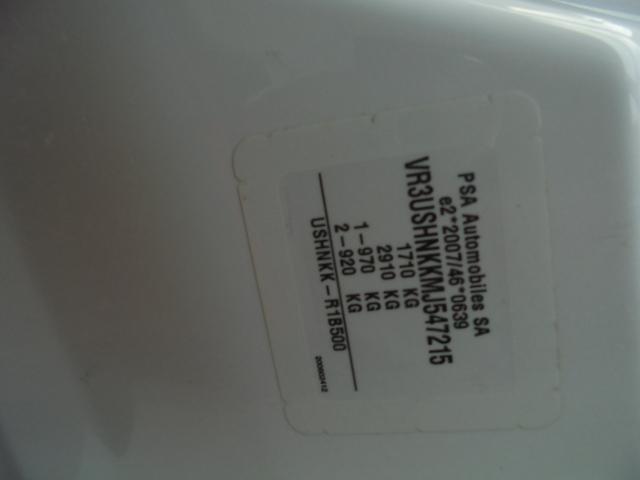 PSA Automobiles SA
e2*2007/46*0639
VR3USHNKKMJ547215
1710 KG
2910 KG
1-970 KG
2-920 KG
USHNKK-R1B500